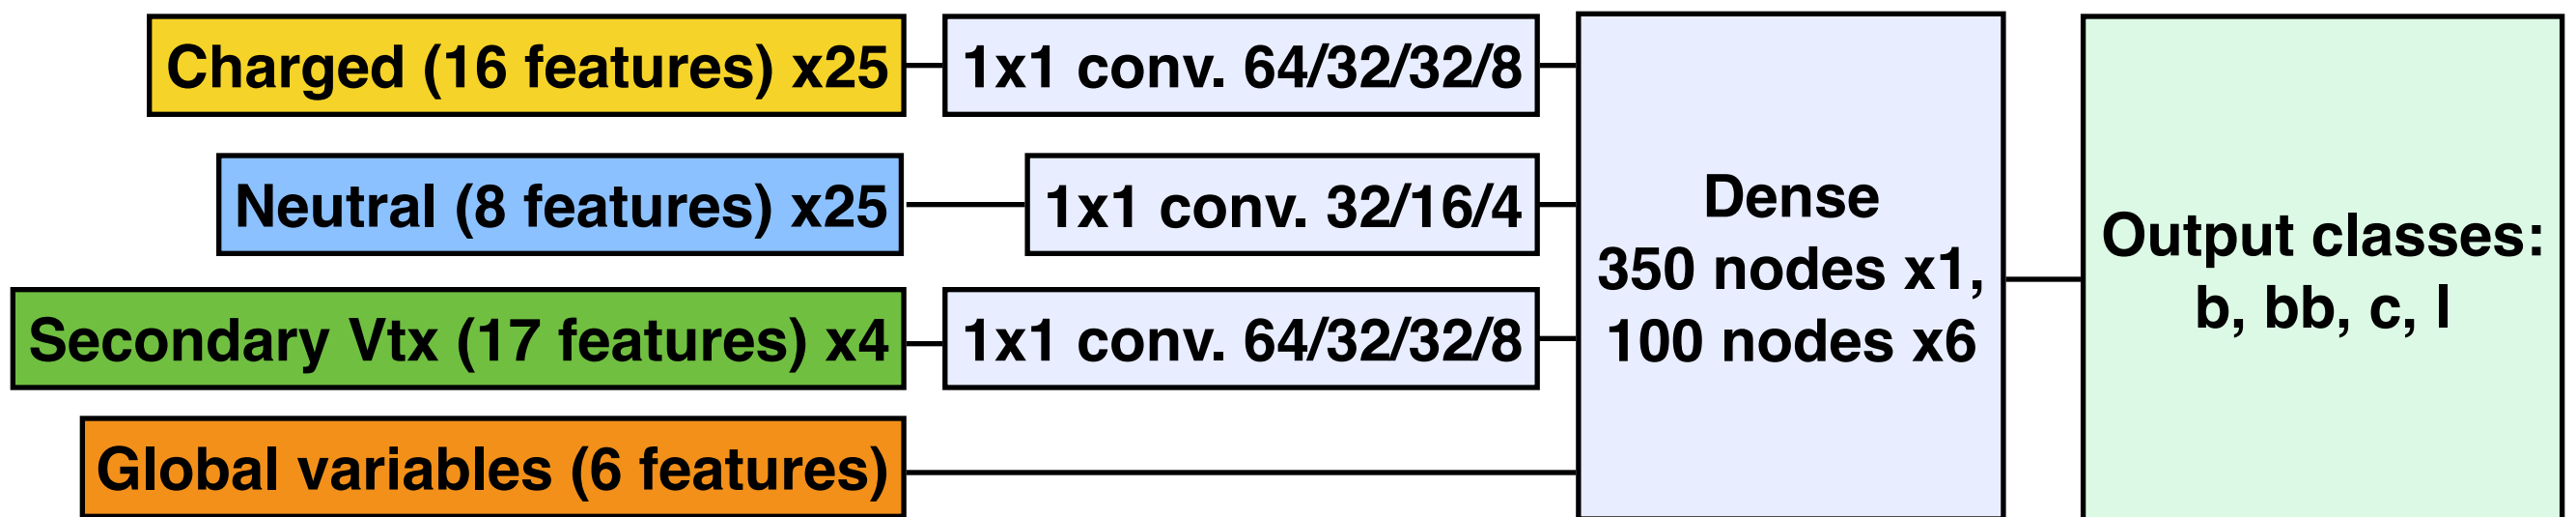 Charged (16 features) x25
1x1 conv. 64/32/32/8
Neutral (8 features) x25
1x1 conv. 32/16/4
Secondary Vtx (17 features) x4
1x1 conv. 64/32/32/8
Global variables (6 features)
Dense
350 nodes x1,
100 nodes x6
Output classes:
b, bb, c, l